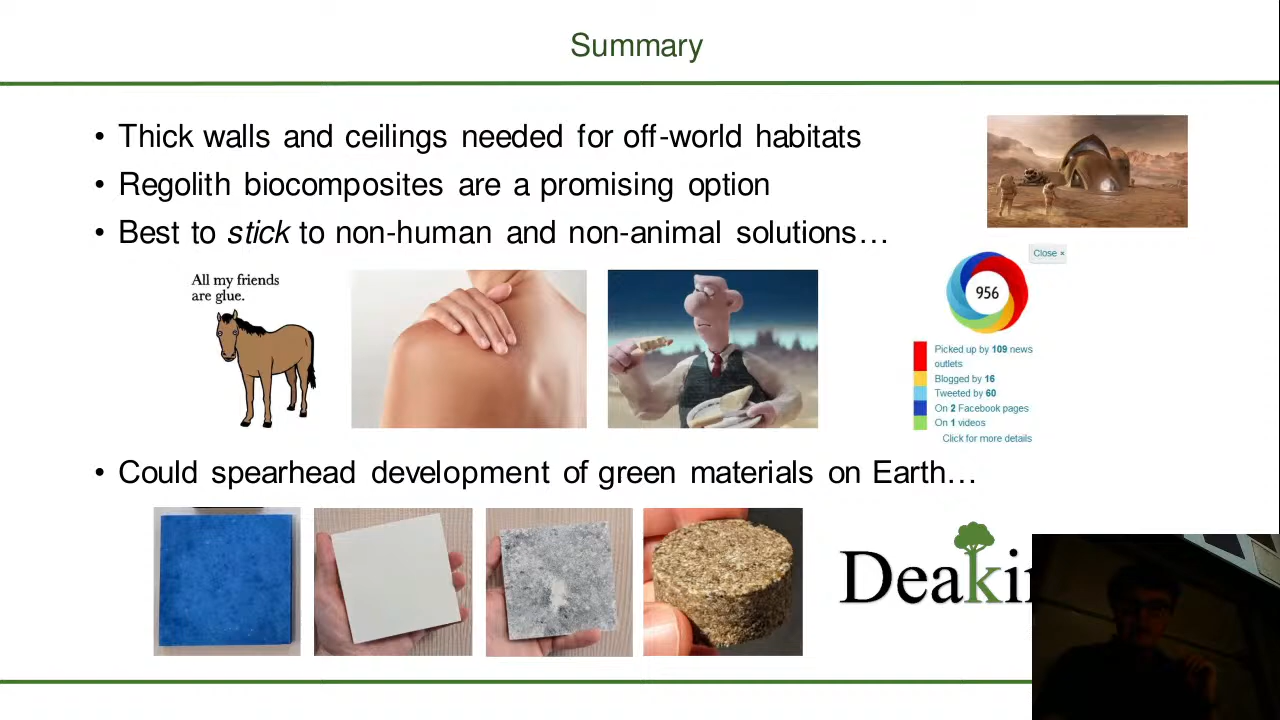 Summary
• Thick walls and ceilings needed for off-world habitats
• Regolith biocomposites are a promising option
• Best to stick to non-human and non-animal solutions…
All my friends
are glue.
Close ×
956
Picked up by 109 news
outlets
Blogged by 16
Tweeted by 60
On 2 Facebook pages
On 1 videos
Click for more details
• Could spearhead development of green materials on Earth…
Deakin